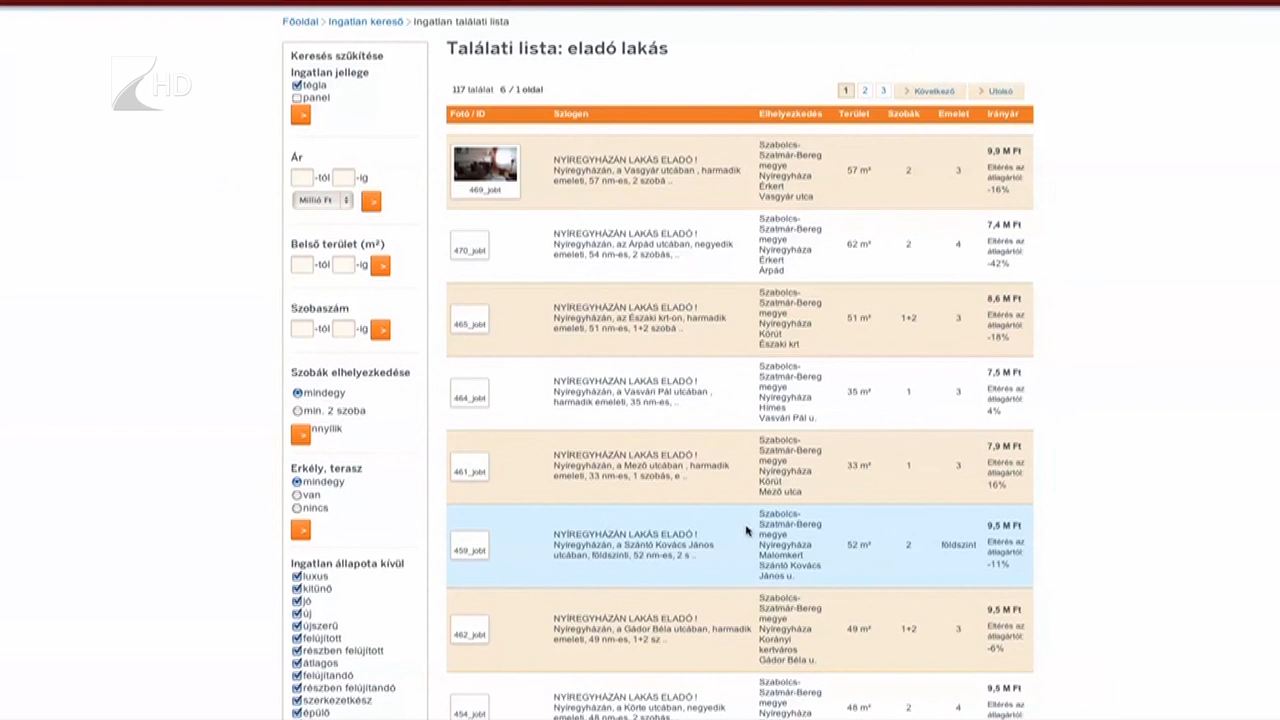 Főoldal > Ingatlan kereső > Ingatlan találati lista
HD
Keresés szűkítése
Ingatlan jellege
tégla
panel
>
Ár
-tól -ig
Millió Ft >
Belső terület (m²)
-tól -ig >
Szobaszám
-tól -ig >
Szobák elhelyezkedése
mindegy
min. 2 szoba
nnyílik
>
Erkély, terasz
mindegy
van
nincs
>
Ingatlan állapota kívül
luxus
kitűnő
jó
új
újszerű
felújított
részben felújított
átlagos
felújítandó
részben felújítandó
szerkezetkész
épülő
Találati lista: eladó lakás
117 találat 6 / 1 oldal
1 2 3 > Következő > Utolsó
Fotó / ID Szlogen Elhelyezkedés Terület Szobák Emelet Irányár
469_jobt
NYÍREGYHÁZÁN LAKÁS ELADÓ !
Nyíregyházán, a Vasgyár utcában, harmadik
emeleti, 57 nm-es, 2 szobá ..
Szabolcs-
Szatmár-Bereg
megye
Nyíregyháza
Érkert
Vasgyár utca
57 m²
2
3
9,9 M Ft
Eltérés az
átlagártól:
-16%
470_jobt
NYÍREGYHÁZÁN LAKÁS ELADÓ !
Nyíregyházán, az Árpád utcában, negyedik
emeleti, 54 nm-es, 2 szobás, ..
Szabolcs-
Szatmár-Bereg
megye
Nyíregyháza
Érkert
Árpád
62 m²
2
4
7,4 M Ft
Eltérés az
átlagártól:
-42%
465_jobt
NYÍREGYHÁZÁN LAKÁS ELADÓ !
Nyíregyházán, az Északi krt-on, harmadik
emeleti, 51 nm-es, 1+2 szobá ..
Szabolcs-
Szatmár-Bereg
megye
Nyíregyháza
Körút
Északi krt
51 m²
1+2
3
8,6 M Ft
Eltérés az
átlagártól:
-18%
464_jobt
NYÍREGYHÁZÁN LAKÁS ELADÓ !
Nyíregyházán, a Vasvári Pál utcában ,
harmadik emeleti, 35 nm-es, ..
Szabolcs-
Szatmár-Bereg
megye
Nyíregyháza
Hímes
Vasvári Pál u.
35 m²
1
3
7,5 M Ft
Eltérés az
átlagártól:
4%
461_jobt
NYÍREGYHÁZÁN LAKÁS ELADÓ !
Nyíregyházán, a Mező utcában , harmadik
emeleti, 33 nm-es, 1 szobás, e ..
Szabolcs-
Szatmár-Bereg
megye
Nyíregyháza
Körút
Mező utca
33 m²
1
3
7,9 M Ft
Eltérés az
átlagártól:
16%
459_jobt
NYÍREGYHÁZÁN LAKÁS ELADÓ !
Nyíregyházán, a Szántó Kovács János
utcában, földszinti, 52 nm-es, 2 s ..
Szabolcs-
Szatmár-Bereg
megye
Nyíregyháza
Malomkert
Szántó Kovács
János u.
52 m²
2
földszint
9,5 M Ft
Eltérés az
átlagártól:
-11%
462_jobt
NYÍREGYHÁZÁN LAKÁS ELADÓ !
Nyíregyházán, a Gádor Béla utcában, harmadik
emeleti, 49 nm-es, 1+2 sz ..
Szabolcs-
Szatmár-Bereg
megye
Nyíregyháza
Korányi
kertváros
Gádor Béla u.
49 m²
1+2
3
9,5 M Ft
Eltérés az
átlagártól:
-6%
454_jobt
NYÍREGYHÁZÁN LAKÁS ELADÓ !
Nyíregyházán, a Körte utcában, negyedik
emeleti, 48 nm-es, 2 szobás,
Szabolcs-
Szatmár-Bereg
megye
Nyíregyháza
48 m²
2
4
9,5 M Ft
Eltérés az
átlagártól: